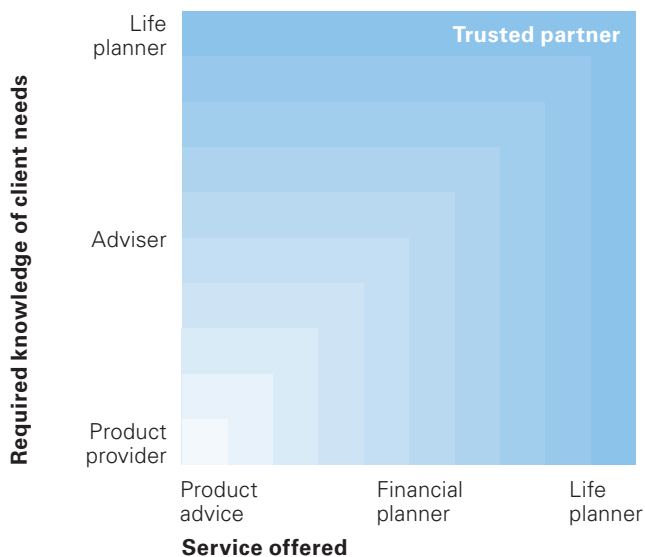 Required knowledge of client needs
Life
planner
Trusted partner
Adviser
Product
provider
Product
advice
Financial
planner
Life
planner
Service offered